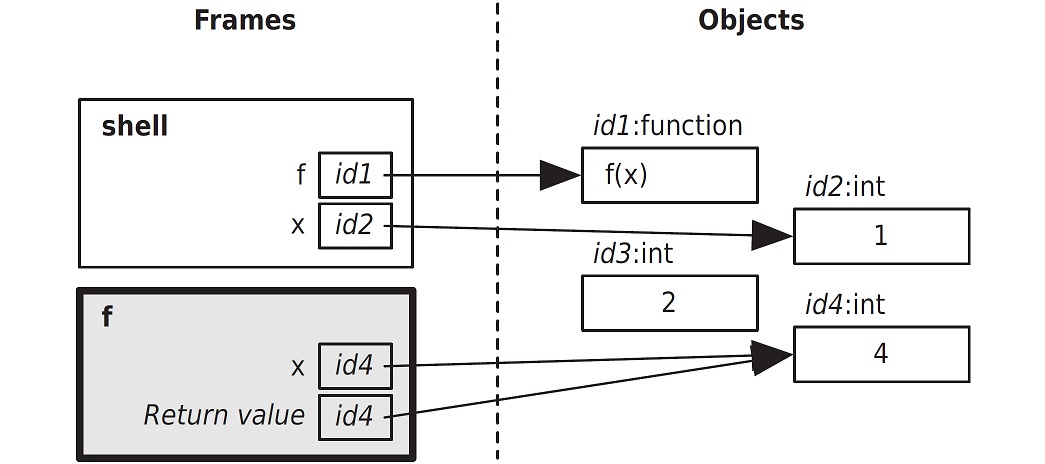 Frames
Objects
shell
f id1
x id2
id1:function
f(x)
id2:int
1
id3:int
2
id4:int
4
f
x id4
Return value id4